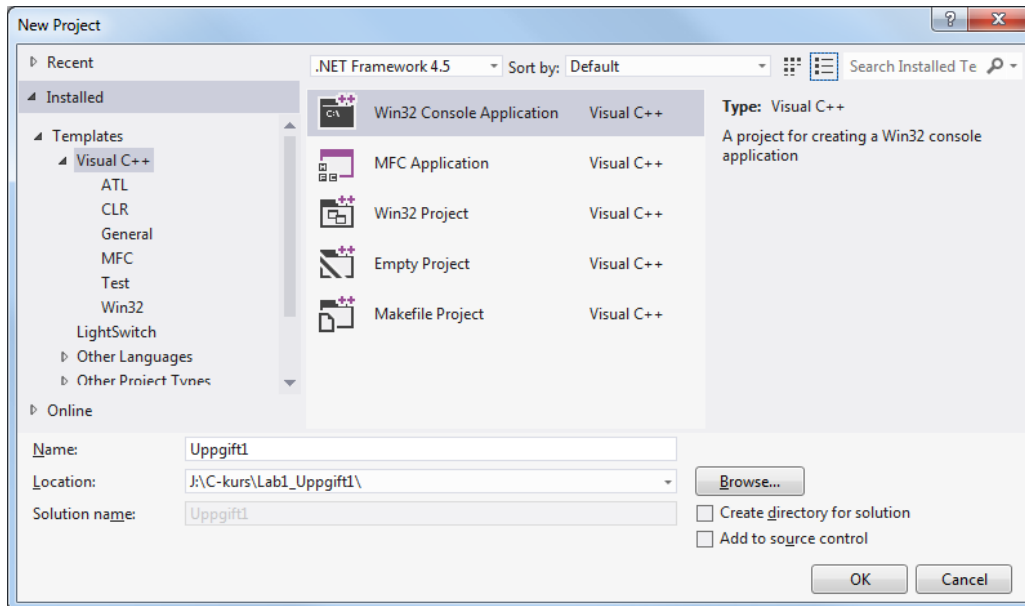 New Project
Recent
Installed
Templates
Visual C++
ATL
CLR
General
MFC
Test
Win32
LightSwitch
Other Languages
Other Project Types
Online
.NET Framework 4.5
Sort by: Default
Search Installed Te
Win32 Console Application Visual C++
MFC Application Visual C++
Win32 Project Visual C++
Empty Project Visual C++
Makefile Project Visual C++
Type: Visual C++
A project for creating a Win32 console
application
Name: Uppgift1
Location: J:\C-kurs\Lab1_Uppgift1\
Browse...
Solution name: Uppgift1
Create directory for solution
Add to source control
OK Cancel